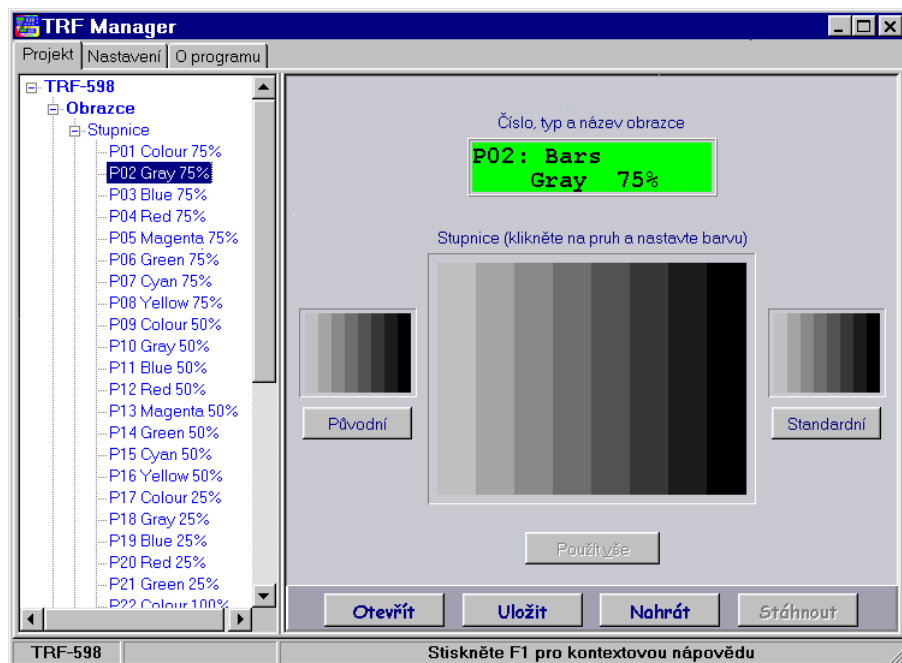 TRF Manager
Projekt Nastavení O programu
TRF-598
Obrazce
Stupnice
P01 Colour 75%
P02 Gray 75%
P03 Blue 75%
P04 Red 75%
P05 Magenta 75%
P06 Green 75%
P07 Cyan 75%
P08 Yellow 75%
P09 Colour 50%
P10 Gray 50%
P11 Blue 50%
P12 Red 50%
P13 Magenta 50%
P14 Green 50%
P15 Cyan 50%
P16 Yellow 50%
P17 Colour 25%
P18 Gray 25%
P19 Blue 25%
P20 Red 25%
P21 Green 25%
P22 Colour 100%
Číslo, typ a název obrazce
P02: Bars
Gray 75%
Stupnice (klikněte na pruh a nastavte barvu)
Původní
Standardní
Použít vše
Otevřít Uložit Nahrát Stáhnout
TRF-598 Stiskněte F1 pro kontextovou nápovědu